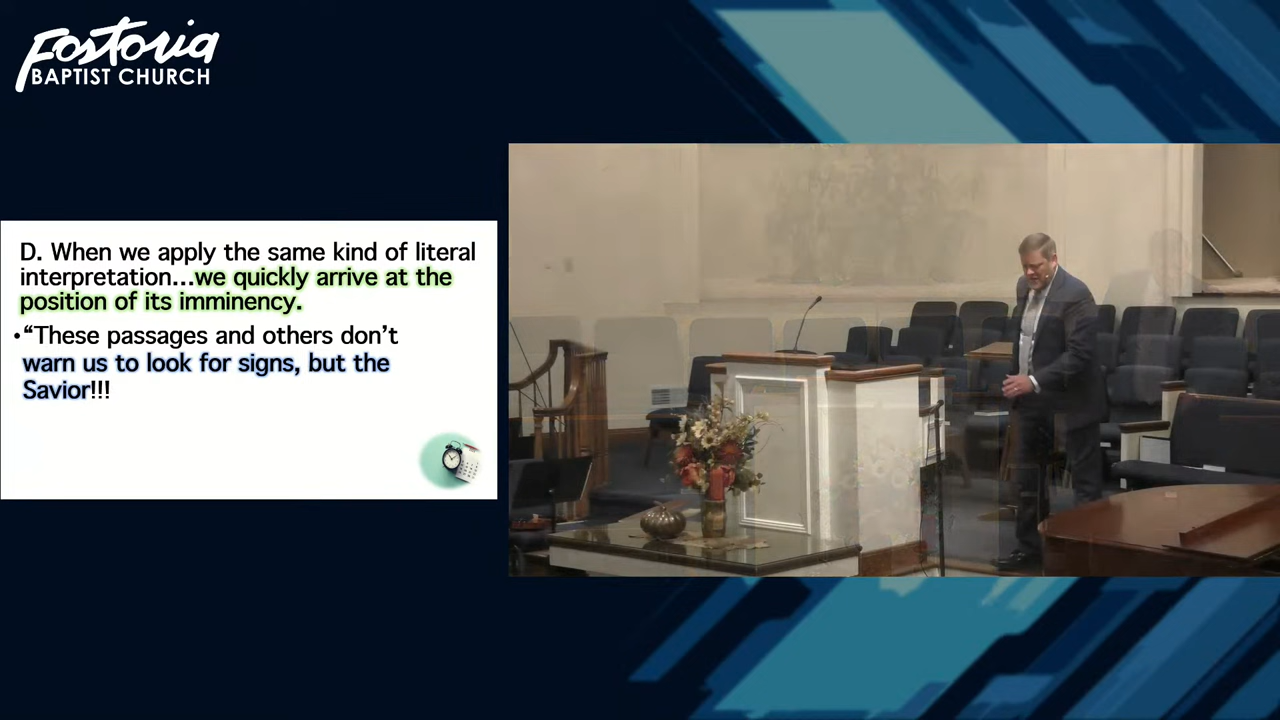 Fostoria
BAPTIST CHURCH
D. When we apply the same kind of literal
interpretation...we quickly arrive at the
position of its imminency.
•“These passages and others don’t
warn us to look for signs, but the
Savior!!!